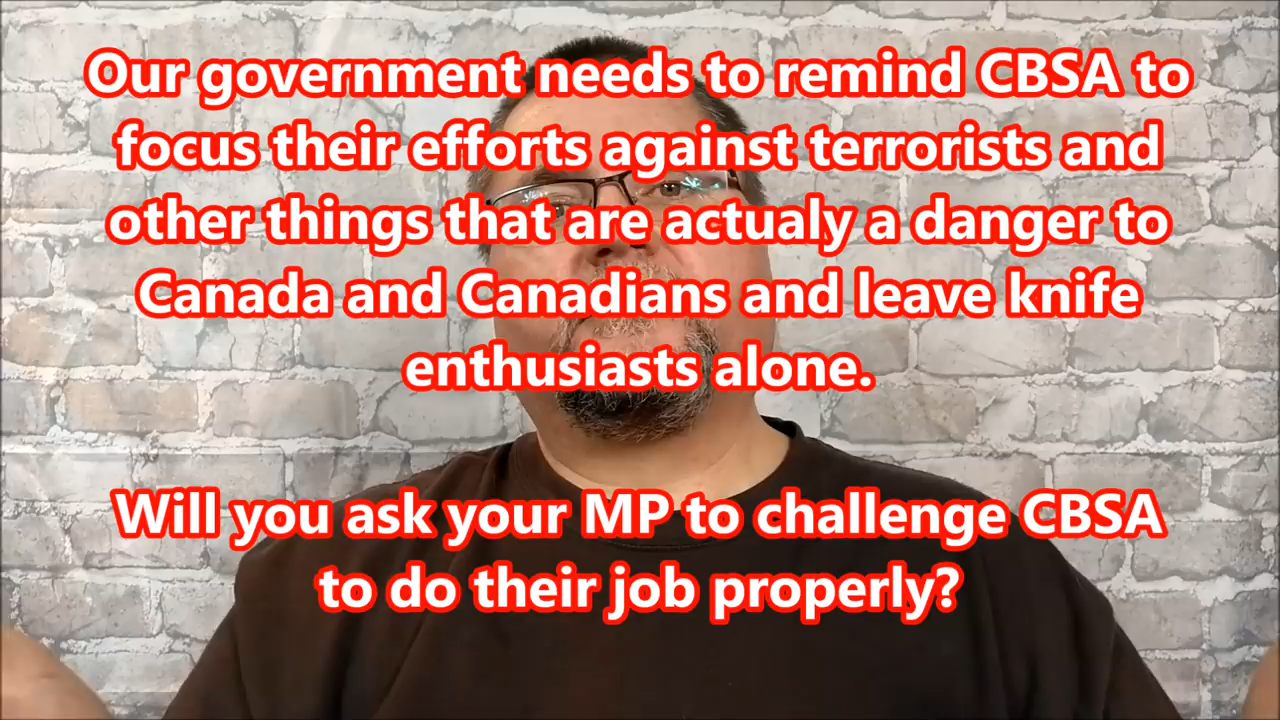 Our government needs to remind CBSA to
focus their efforts against terrorists and
other things that are actualy a danger to
Canada and Canadians and leave knife
enthusiasts alone.
Will you ask your MP to challenge CBSA
to do their job properly?